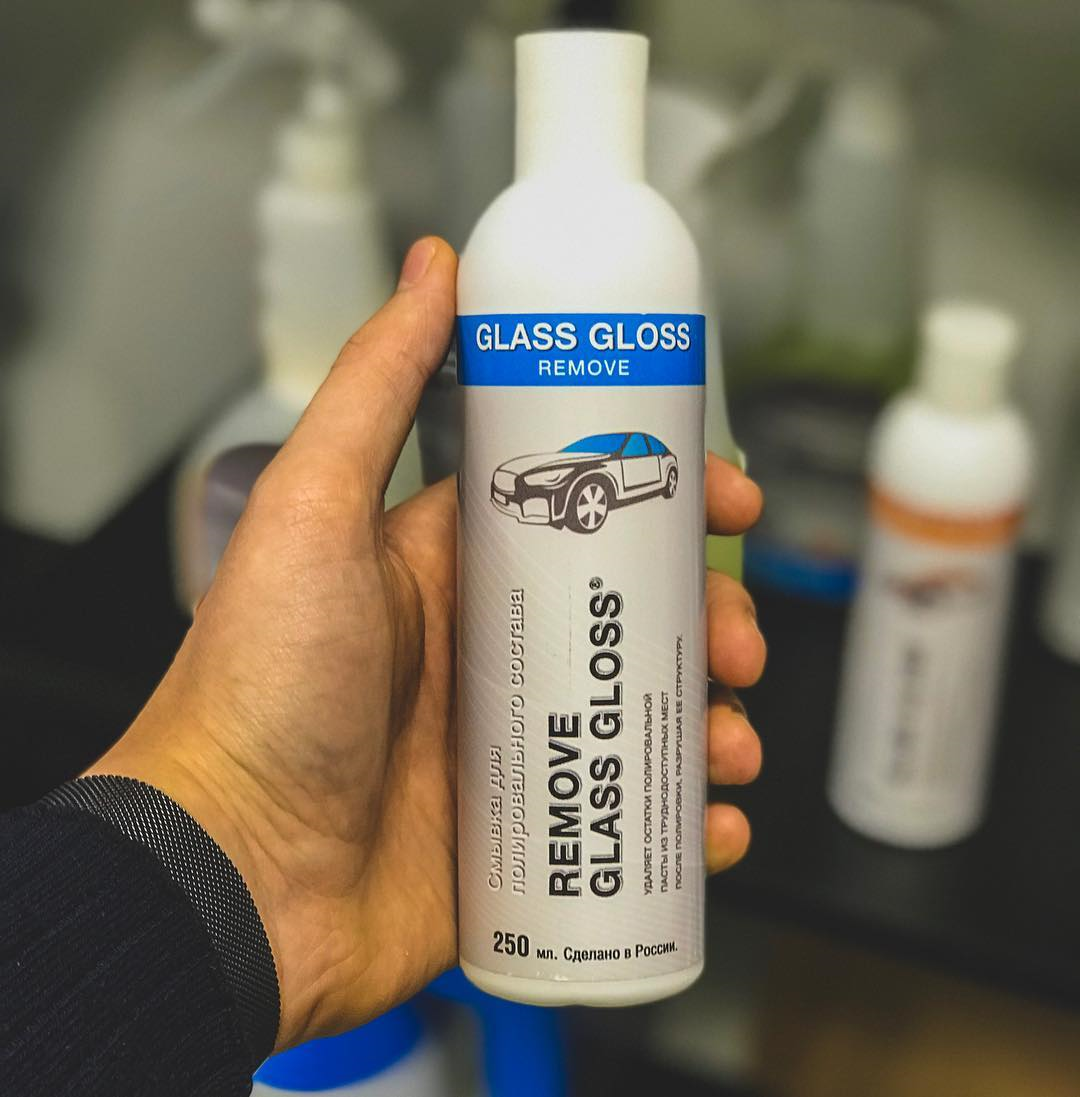 GLASS GLOSS
REMOVE
Смывка для
полировального состава
REMOVE
GLASS GLOSS®
УДАЛЯЕТ ОСТАТКИ ПОЛИРОВАЛЬНОЙ
ПАСТЫ ИЗ ТРУДНОДОСТУПНЫХ МЕСТ
ПОСЛЕ ПОЛИРОВКИ, РАЗРУШАЯ ЕЕ СТРУКТУРУ.
250 мл. Сделано в России.